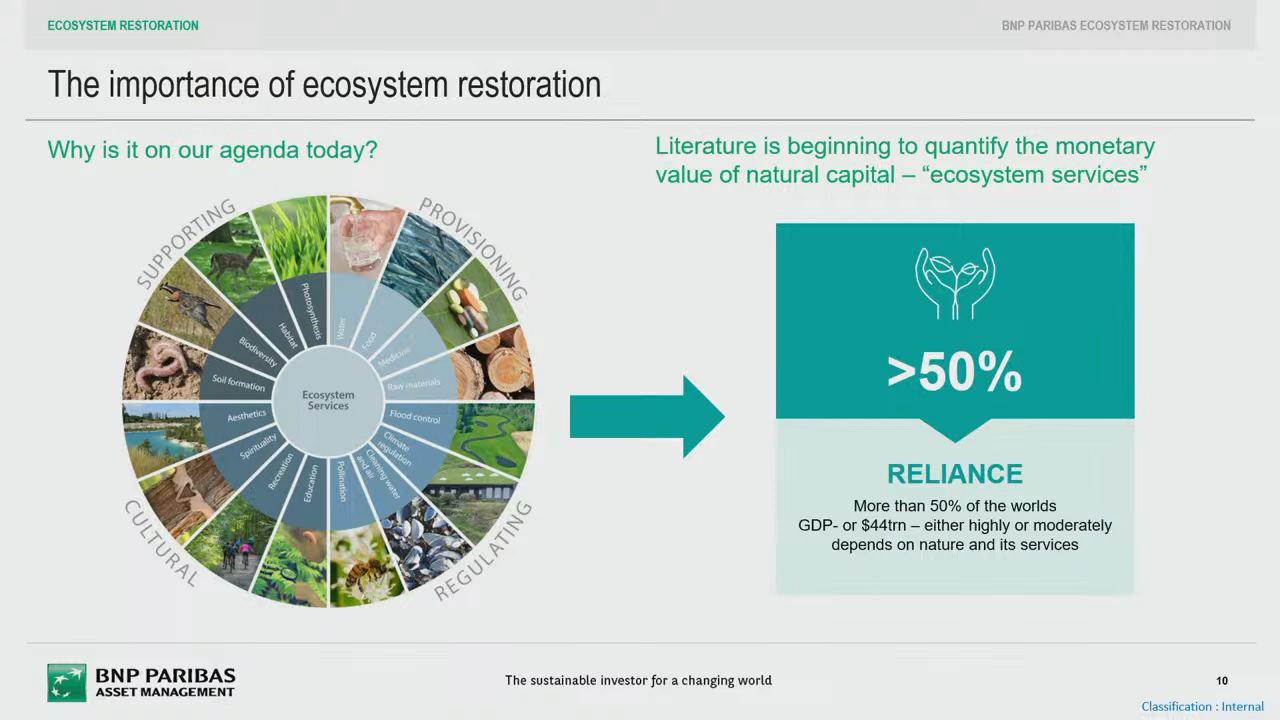 ECOSYSTEM RESTORATION
BNP PARIBAS ECOSYSTEM RESTORATION
The importance of ecosystem restoration
Why is it on our agenda today?
Literature is beginning to quantify the monetary
value of natural capital – “ecosystem services”
SUPPORTING
PROVISIONING
Photosynthesis
Habitat
Biodiversity
Soil formation
Water
Food
Medicine
Raw materials
Ecosystem
Services
Aesthetics
Spirituality
Recreation
Education
Flood control
Climate
regulation
Cleaning water
and air
Pollination
CULTURAL
REGULATING
>50%
RELIANCE
More than 50% of the worlds
GDP- or $44trn – either highly or moderately
depends on nature and its services
BNP PARIBAS
ASSET MANAGEMENT
The sustainable investor for a changing world
10
Classification : Internal